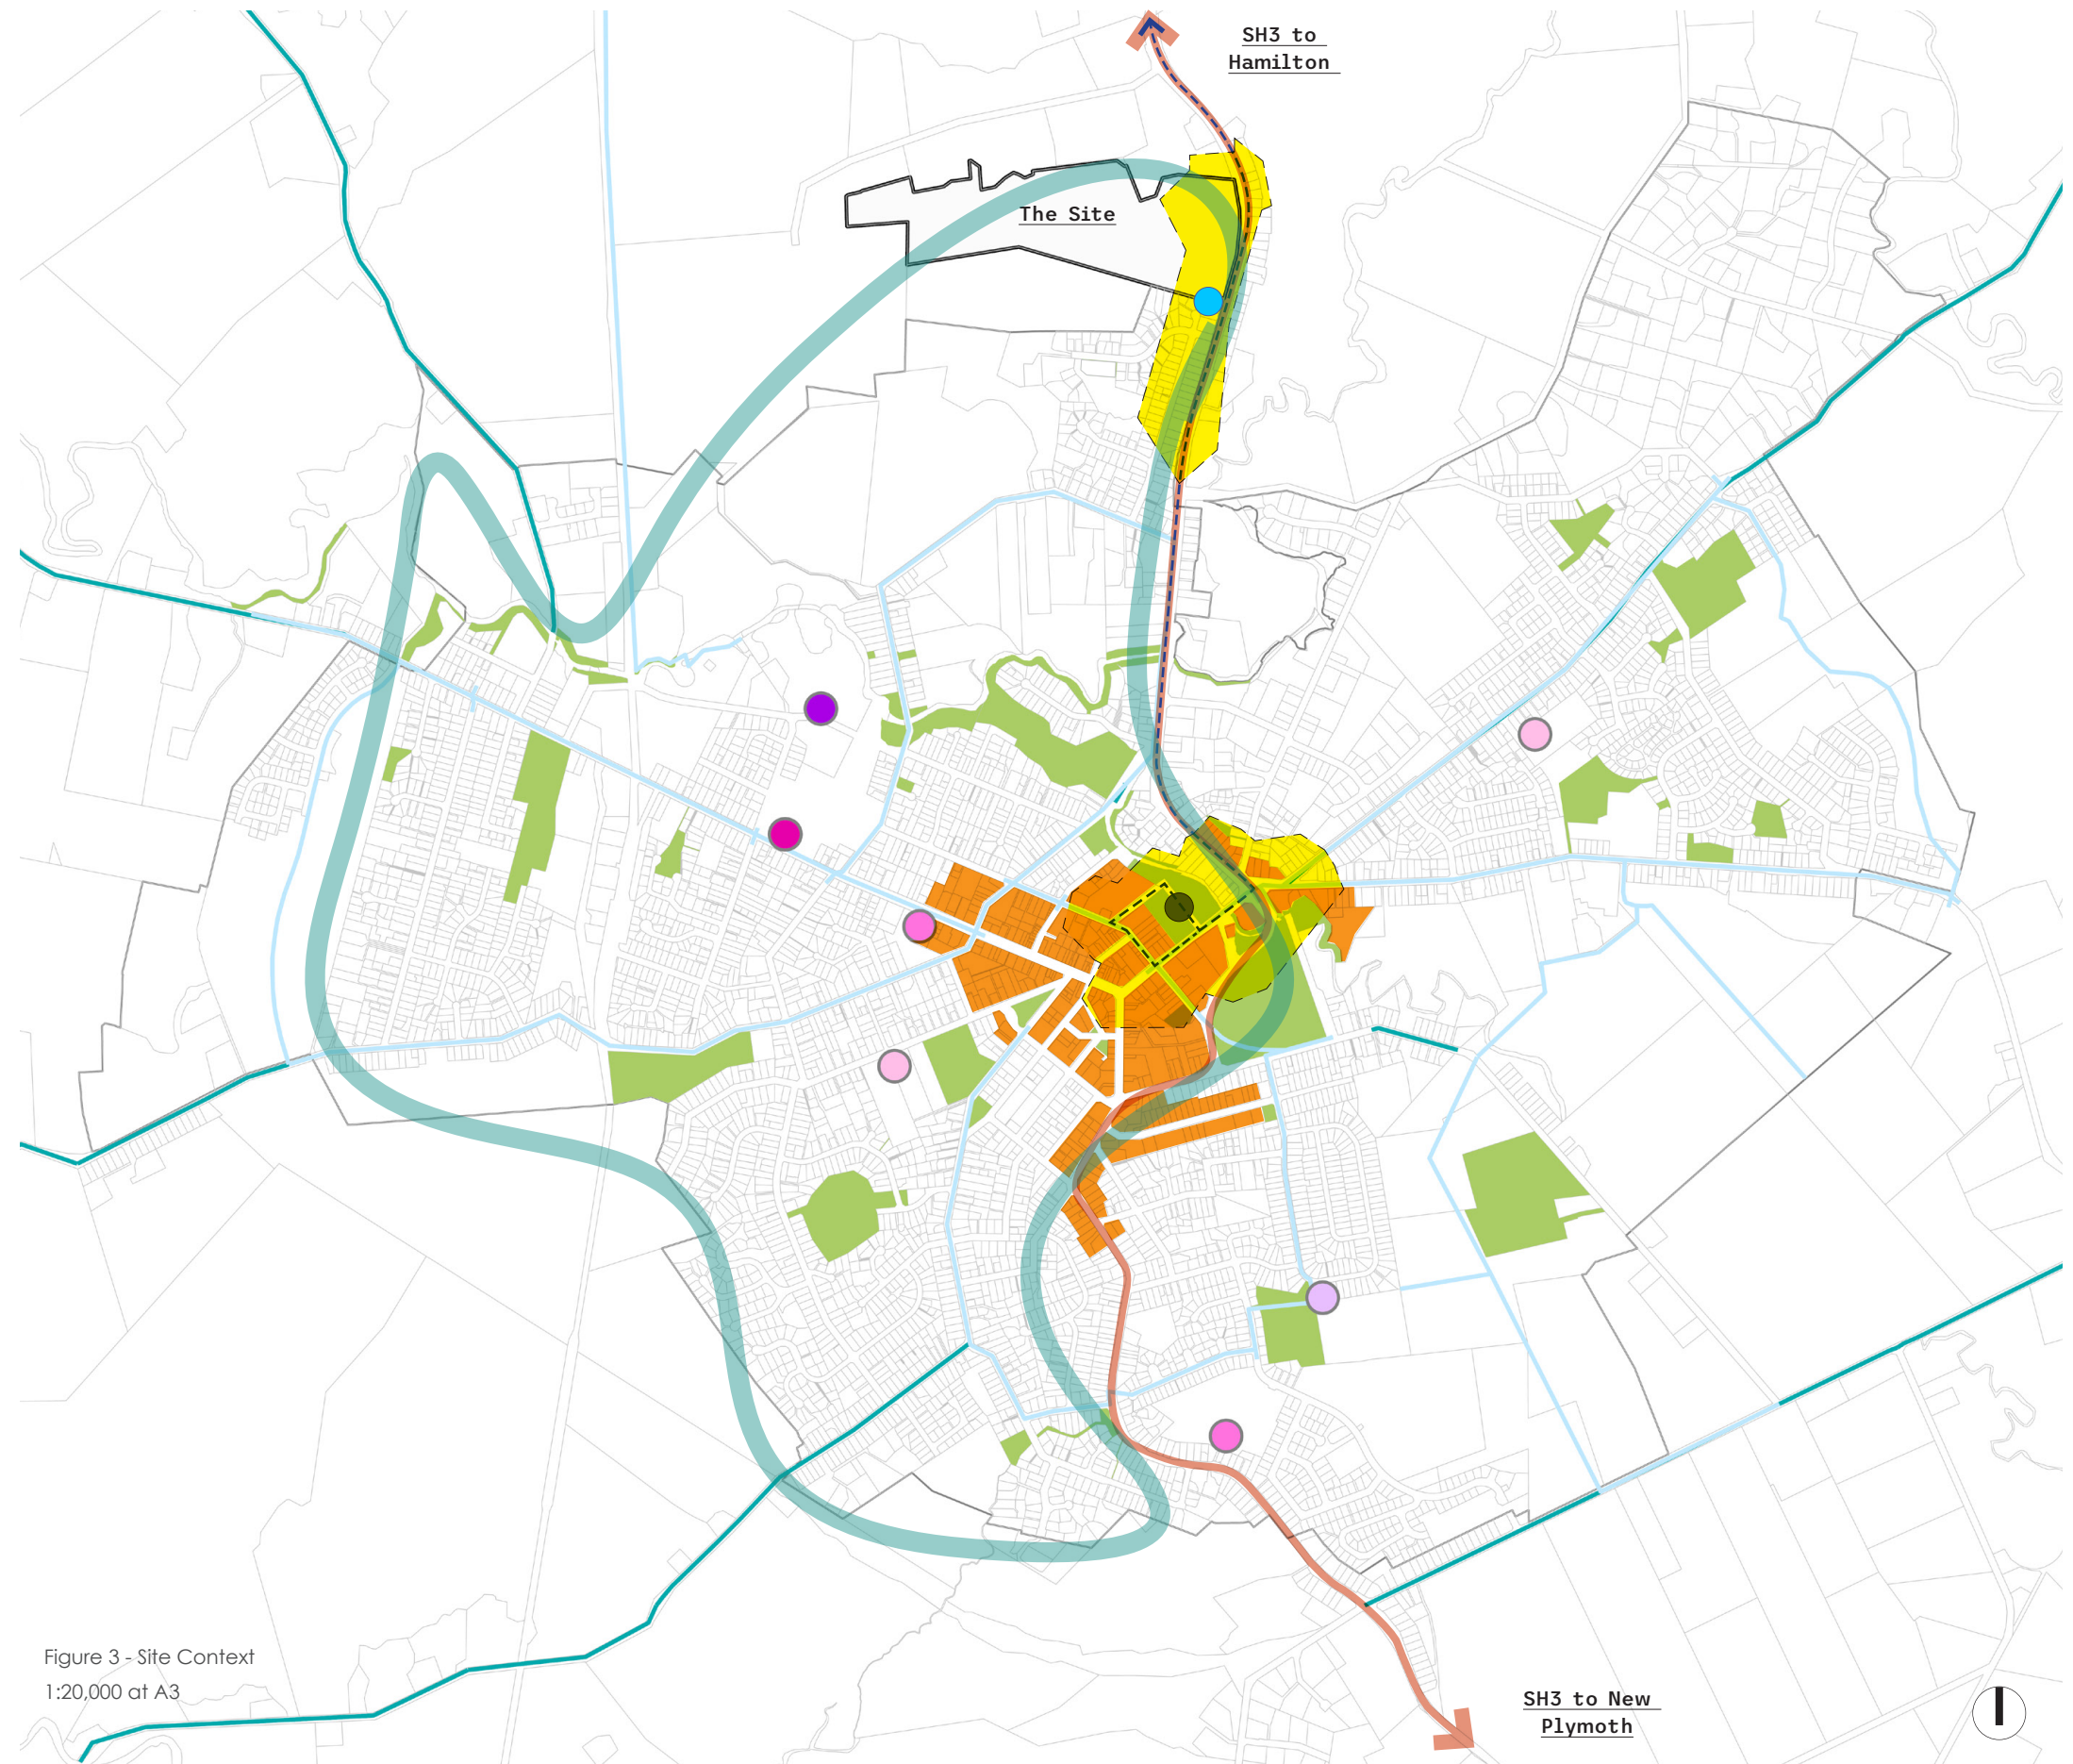 SH3 to
Hamilton
The Site
Figure 3 - Site Context
1:20,000 at A3
SH3 to New
Plymoth